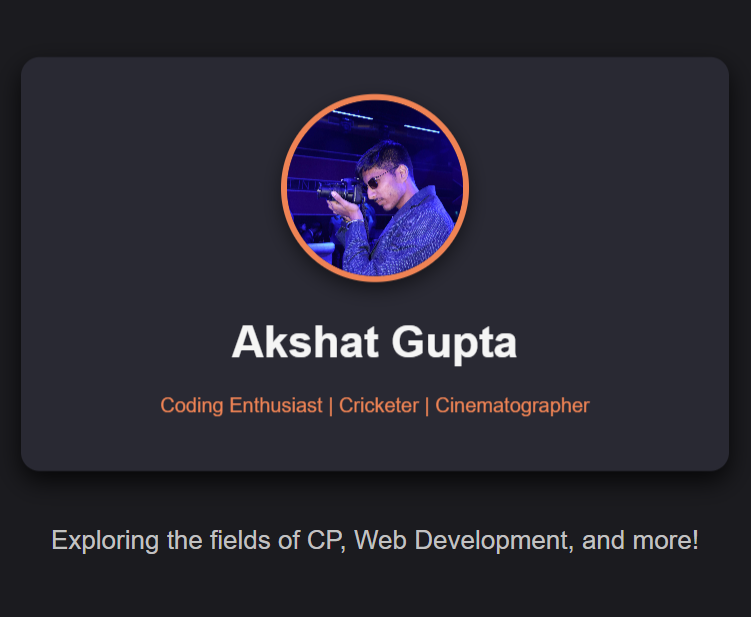 Akshat Gupta
Coding Enthusiast | Cricketer | Cinematographer
Exploring the fields of CP, Web Development, and more!